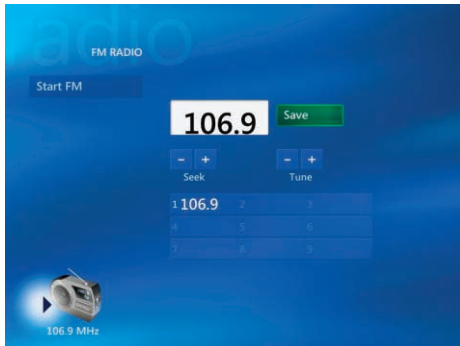 radio
FM RADIO
Start FM
106.9
Save
- +
- +
Seek
Tune
1 106.9 2 3
4 5 6
7 8 9
106.9 MHz